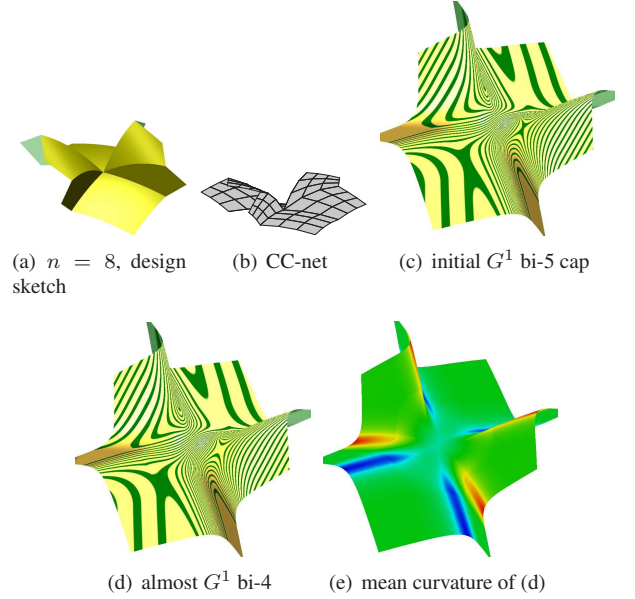 (a) n = 8, design
sketch
(b) CC-net
(c) initial G¹ bi-5 cap
(d) almost G¹ bi-4
(e) mean curvature of (d)